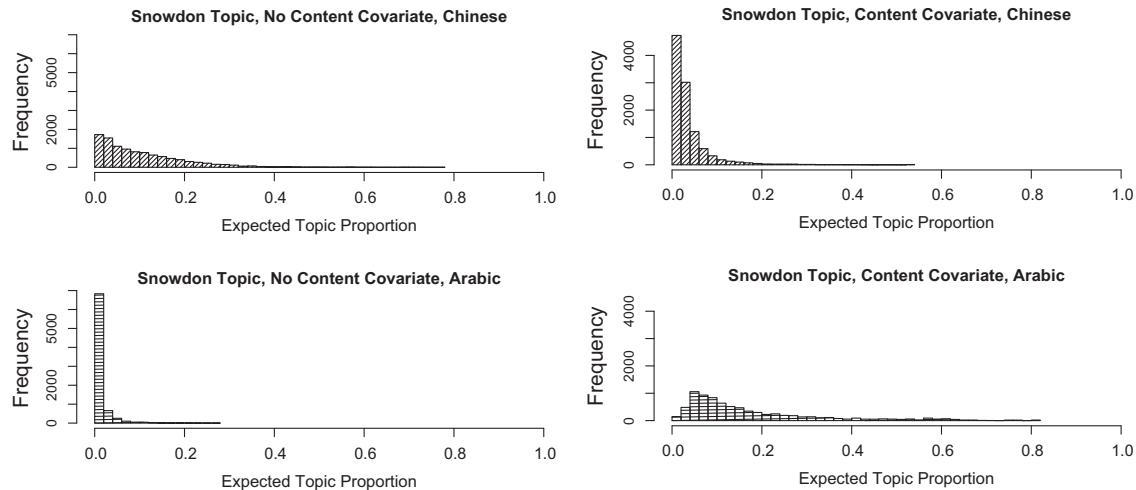 Snowdon Topic, No Content Covariate, Chinese
Frequency
0 2000 5000
0.0 0.2 0.4 0.6 0.8 1.0
Expected Topic Proportion
Snowdon Topic, Content Covariate, Chinese
Frequency
0 2000 4000
0.0 0.2 0.4 0.6 0.8 1.0
Expected Topic Proportion
Snowdon Topic, No Content Covariate, Arabic
Frequency
0 2000 5000
0.0 0.2 0.4 0.6 0.8 1.0
Expected Topic Proportion
Snowdon Topic, Content Covariate, Arabic
Frequency
0 2000 4000
0.0 0.2 0.4 0.6 0.8 1.0
Expected Topic Proportion